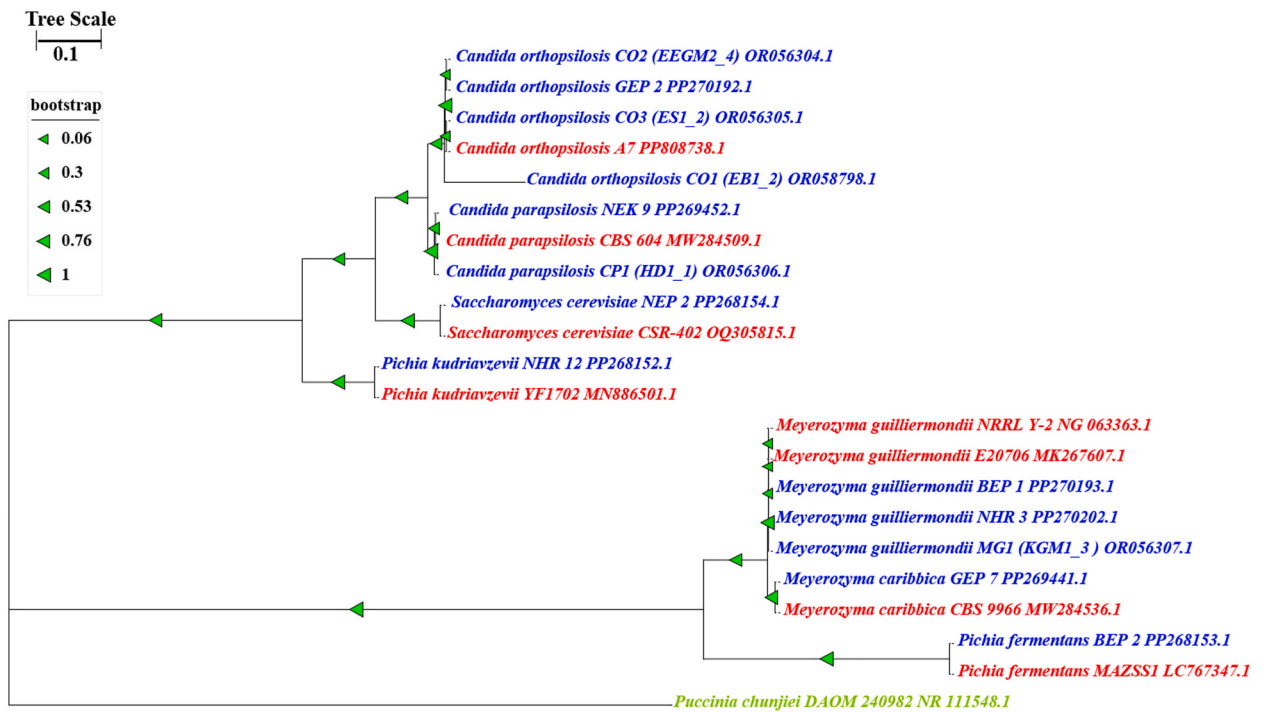 Tree Scale
0.1
bootstrap
0.06
0.3
0.53
0.76
1
Candida orthopsilosis CO2 (EEGM2_4) OR056304.1
Candida orthopsilosis GEP 2 PP270192.1
Candida orthopsilosis CO3 (ES1_2) OR056305.1
Candida orthopsilosis A7 PP808738.1
Candida orthopsilosis CO1 (EB1_2) OR058798.1
Candida parapsilosis NEK 9 PP269452.1
Candida parapsilosis CBS 604 MW284509.1
Candida parapsilosis CP1 (HD1_1) OR056306.1
Saccharomyces cerevisiae NEP 2 PP268154.1
Saccharomyces cerevisiae CSR-402 OQ305815.1
Pichia kudriavzevii NHR 12 PP268152.1
Pichia kudriavzevii YF1702 MN886501.1
Meyerozyma guilliermondii NRRL Y-2 NG 063363.1
Meyerozyma guilliermondii E20706 MK267607.1
Meyerozyma guilliermondii BEP 1 PP270193.1
Meyerozyma guilliermondii NHR 3 PP270202.1
Meyerozyma guilliermondii MG1 (KGM1_3 ) OR056307.1
Meyerozyma caribbica GEP 7 PP269441.1
Meyerozyma caribbica CBS 9966 MW284536.1
Pichia fermentans BEP 2 PP268153.1
Pichia fermentans MAZSS1 LC767347.1
Puccinia chunjiei DAOM 240982 NR 111548.1